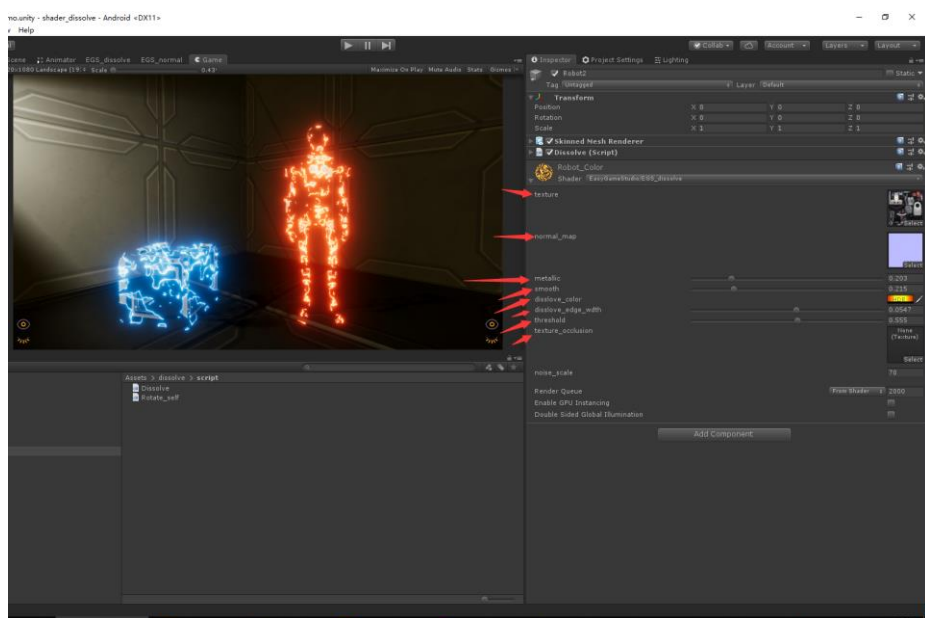 mo.unity - shader_dissolve - Android <DX11>
Help
Collab
Account
Layers
Layout
Scene Animator EGS_dissolve EGS_normal Game
Inspector Project Settings Lighting
Landscape Scale 0.43 Maximize On Play Mute Audio Stats Gizmos
Robot2 Static
Tag Untagged Layer Default
Transform
Position X 0 Y 0 Z 0
Rotation X 0 Y 0 Z 0
Scale X 1 Y 1 Z 1
Skinned Mesh Renderer
Dissolve (Script)
Robot_Color
Shader EasyGameStudio/EGS_dissolve
texture
Select
normal_map
Select
metallic 0.203
smooth 0.215
disslove_color
disslove_edge_wdth 0.0547
threshold 0.555
texture_occlusion None
(Texture)
Select
noise_scale 78
Render Queue From Shader 2000
Enable GPU Instancing
Double Sided Global Illumination
Add Component
Assets > dissolve > script
Dissolve
Rotate_self